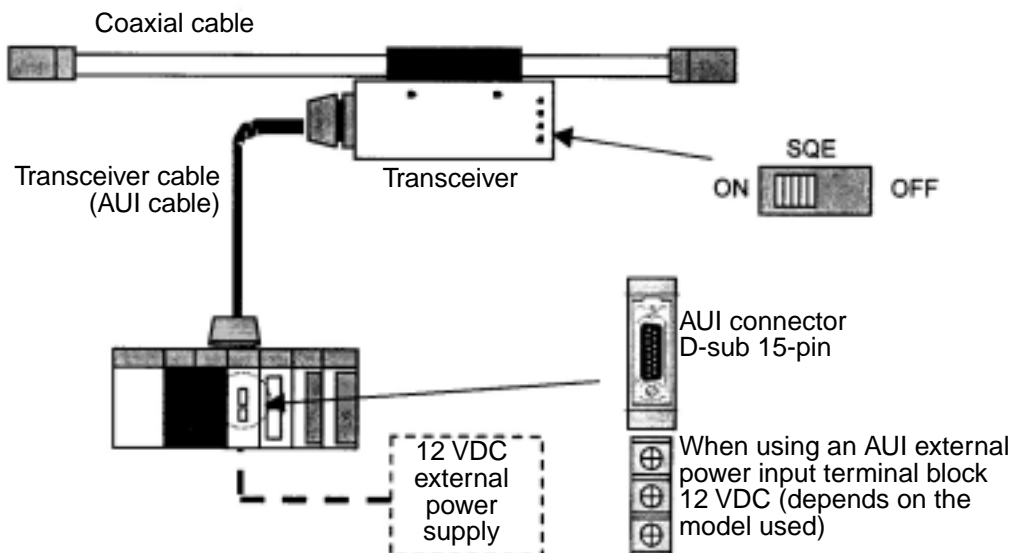 Coaxial cable
Transceiver cable
(AUI cable)
Transceiver
SQE
ON
OFF
AUI connector
D-sub 15-pin
12 VDC
external
power
supply
When using an AUI external
power input terminal block
12 VDC (depends on the
model used)